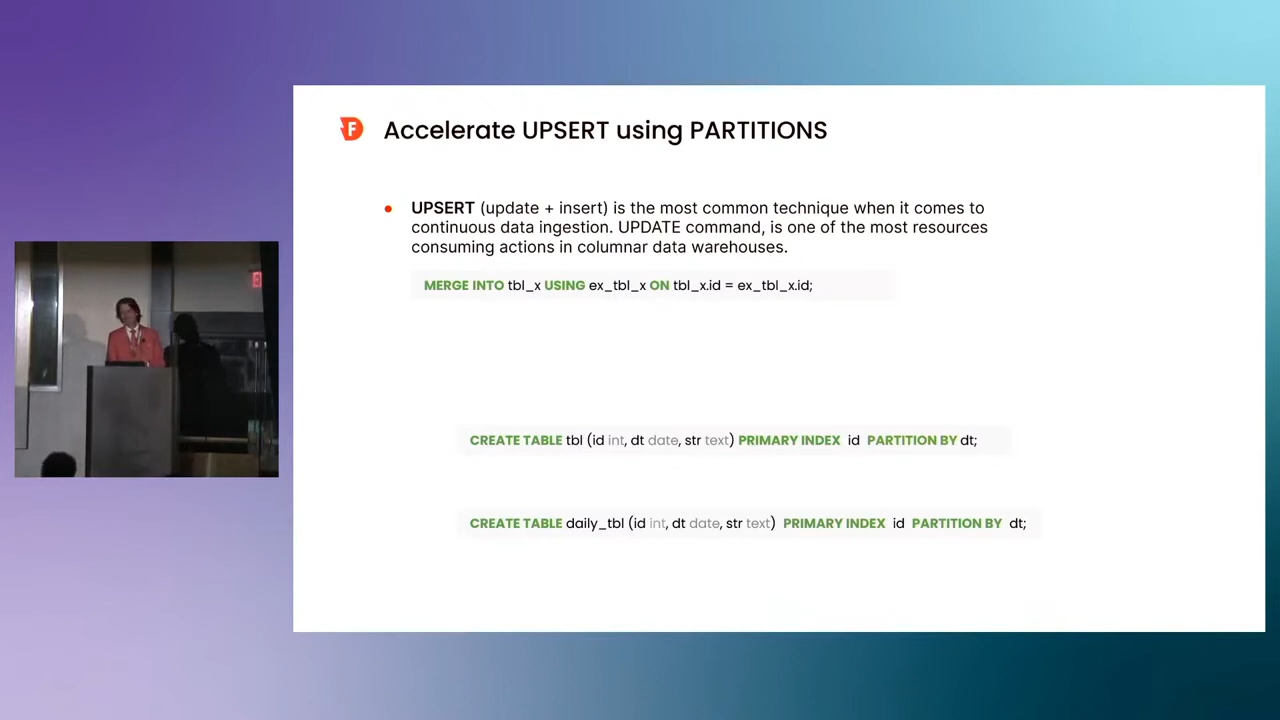 F
Accelerate UPSERT using PARTITIONS
• UPSERT (update + insert) is the most common technique when it comes to
continuous data ingestion. UPDATE command, is one of the most resources
consuming actions in columnar data warehouses.
MERGE INTO tbl_x USING ex_tbl_x ON tbl_x.id = ex_tbl_x.id;
CREATE TABLE tbl (id int, dt date, str text) PRIMARY INDEX id PARTITION BY dt;
CREATE TABLE daily_tbl (id int, dt date, str text) PRIMARY INDEX id PARTITION BY dt;